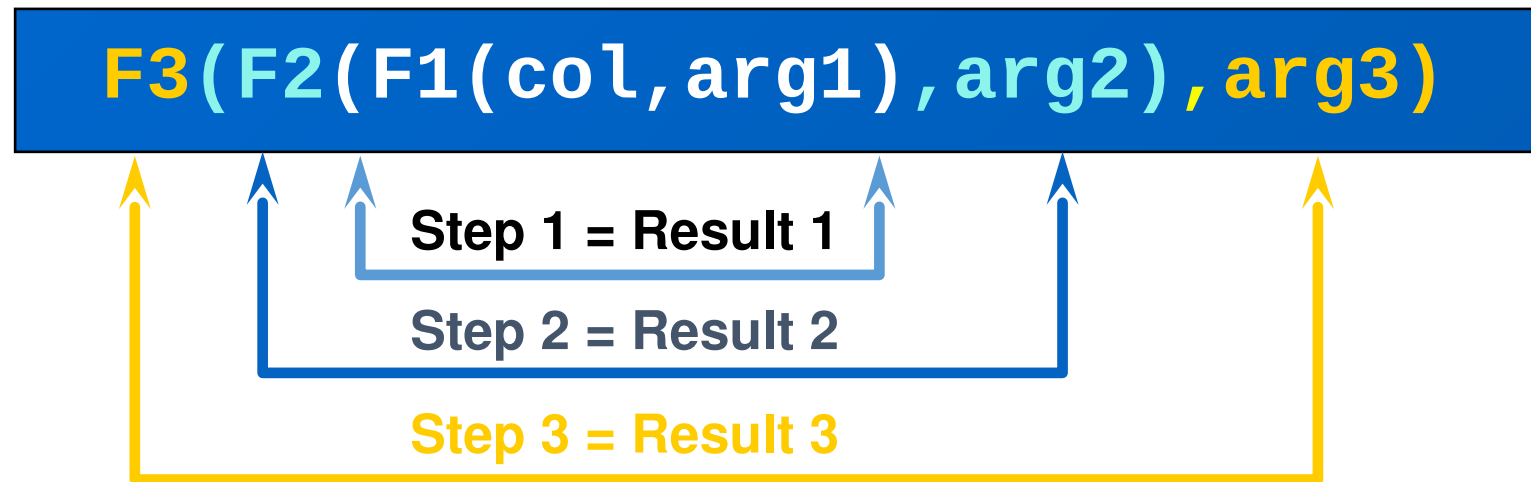 F3(F2(F1(col,arg1),arg2),arg3)
Step 1 = Result 1
Step 2 = Result 2
Step 3 = Result 3